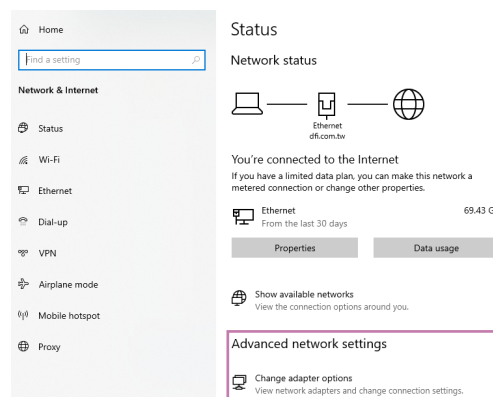 Home
Find a setting
Network & Internet
Status
Wi-Fi
Ethernet
Dial-up
VPN
Airplane mode
Mobile hotspot
Proxy
Status
Network status
Ethernet
dfi.com.tw
You're connected to the Internet
If you have a limited data plan, you can make this network a
metered connection or change other properties.
Ethernet
From the last 30 days
69.43 G
Properties
Data usage
Show available networks
View the connection options around you.
Advanced network settings
Change adapter options
View network adapters and change connection settings.